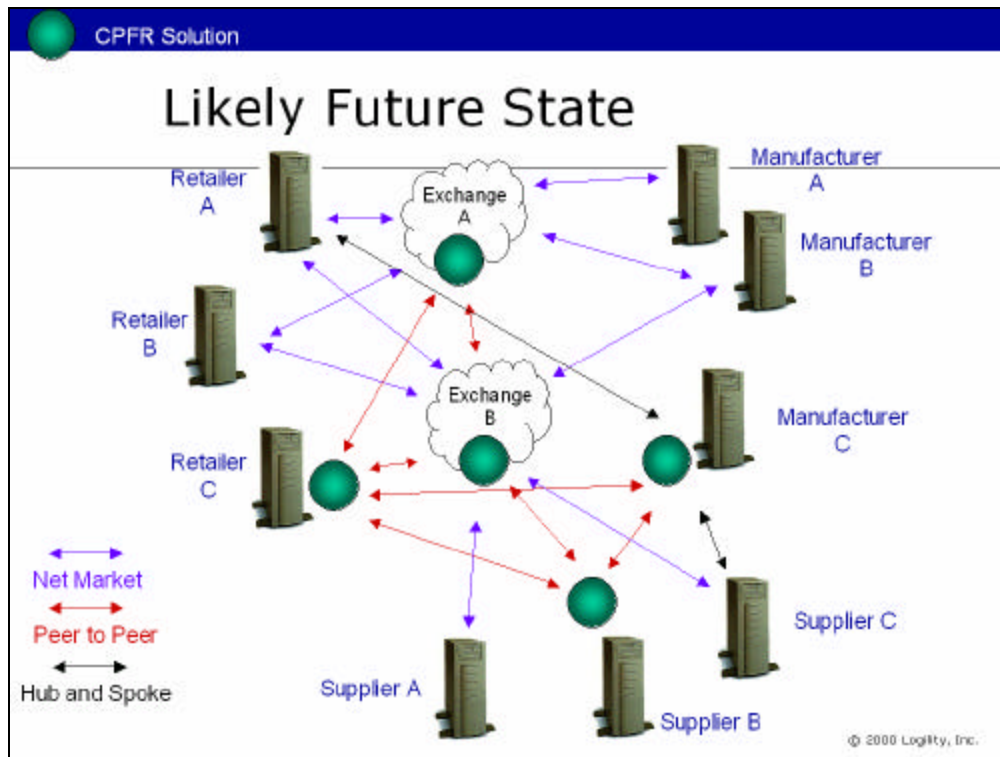 CPFR Solution
Likely Future State
Retailer
A
Exchange
A
Manufacturer
A
Manufacturer
B
Retailer
B
Exchange
B
Manufacturer
C
Retailer
C
Net Market
Peer to Peer
Hub and Spoke
Supplier A
Supplier B
Supplier C
© 2000 Logility, Inc.